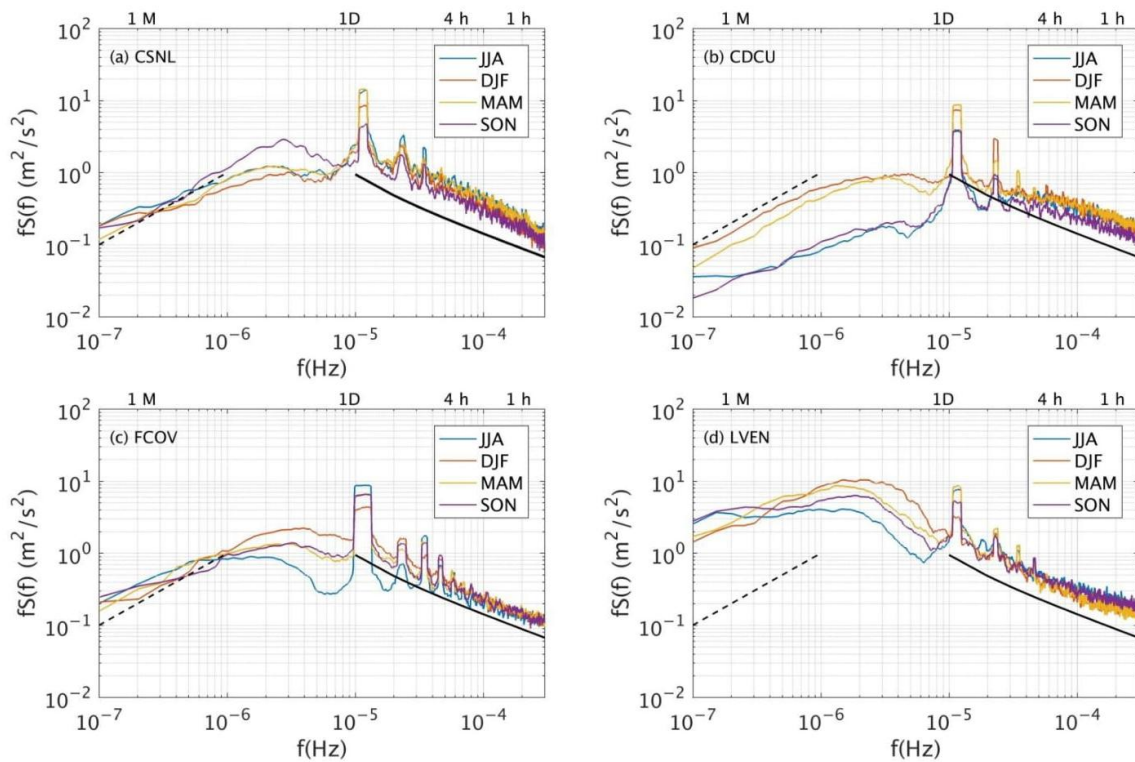 1 M 1D 4 h 1 h
10^2
(a) CSNL
JJA
DJF
MAM
SON
10^1
10^0
10^-1
10^-2
fS(f) (m^2/s^2)
10^-7 10^-6 10^-5 10^-4
f(Hz)
1 M 1D 4 h 1 h
10^2
(b) CDCU
JJA
DJF
MAM
SON
10^1
10^0
10^-1
10^-2
fS(f) (m^2/s^2)
10^-7 10^-6 10^-5 10^-4
f(Hz)
1 M 1D 4 h 1 h
10^2
(c) FCOV
JJA
DJF
MAM
SON
10^1
10^0
10^-1
10^-2
fS(f) (m^2/s^2)
10^-7 10^-6 10^-5 10^-4
f(Hz)
1 M 1D 4 h 1 h
10^2
(d) LVEN
JJA
DJF
MAM
SON
10^1
10^0
10^-1
10^-2
fS(f) (m^2/s^2)
10^-7 10^-6 10^-5 10^-4
f(Hz)